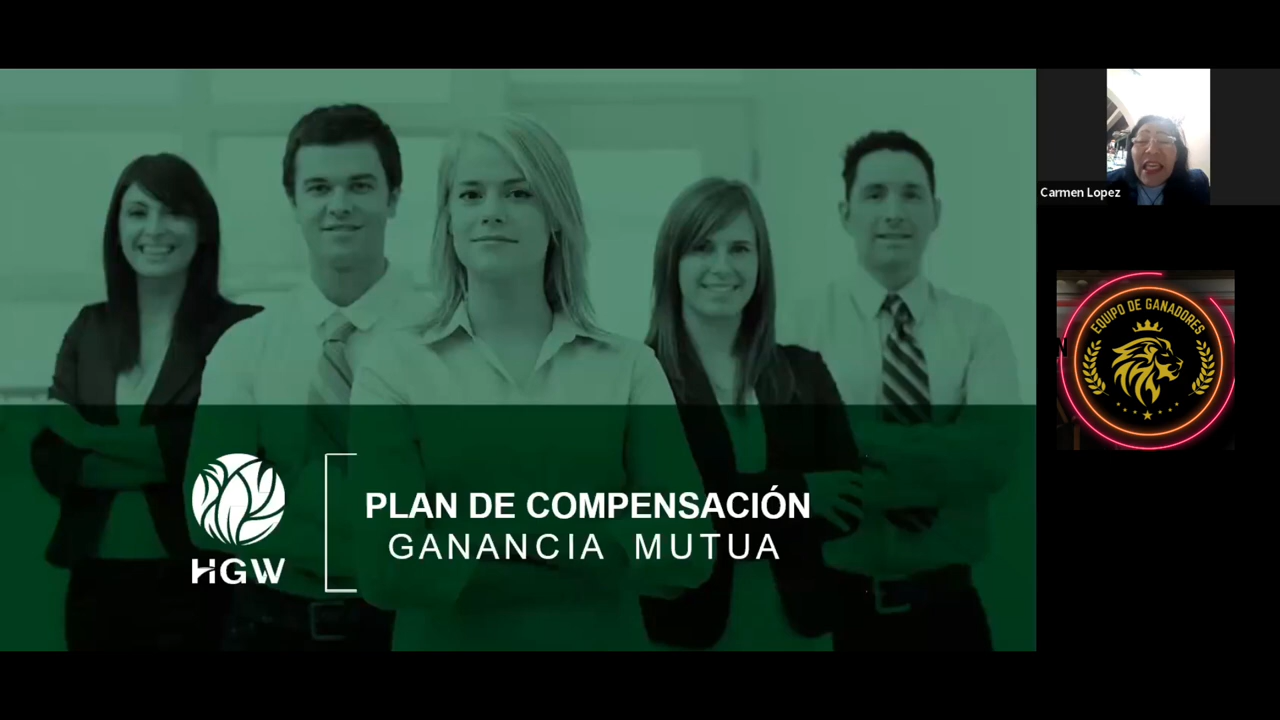 HGW
PLAN DE COMPENSACIÓN
GANANCIA MUTUA
Carmen Lopez
EQUIPO DE GANADORES